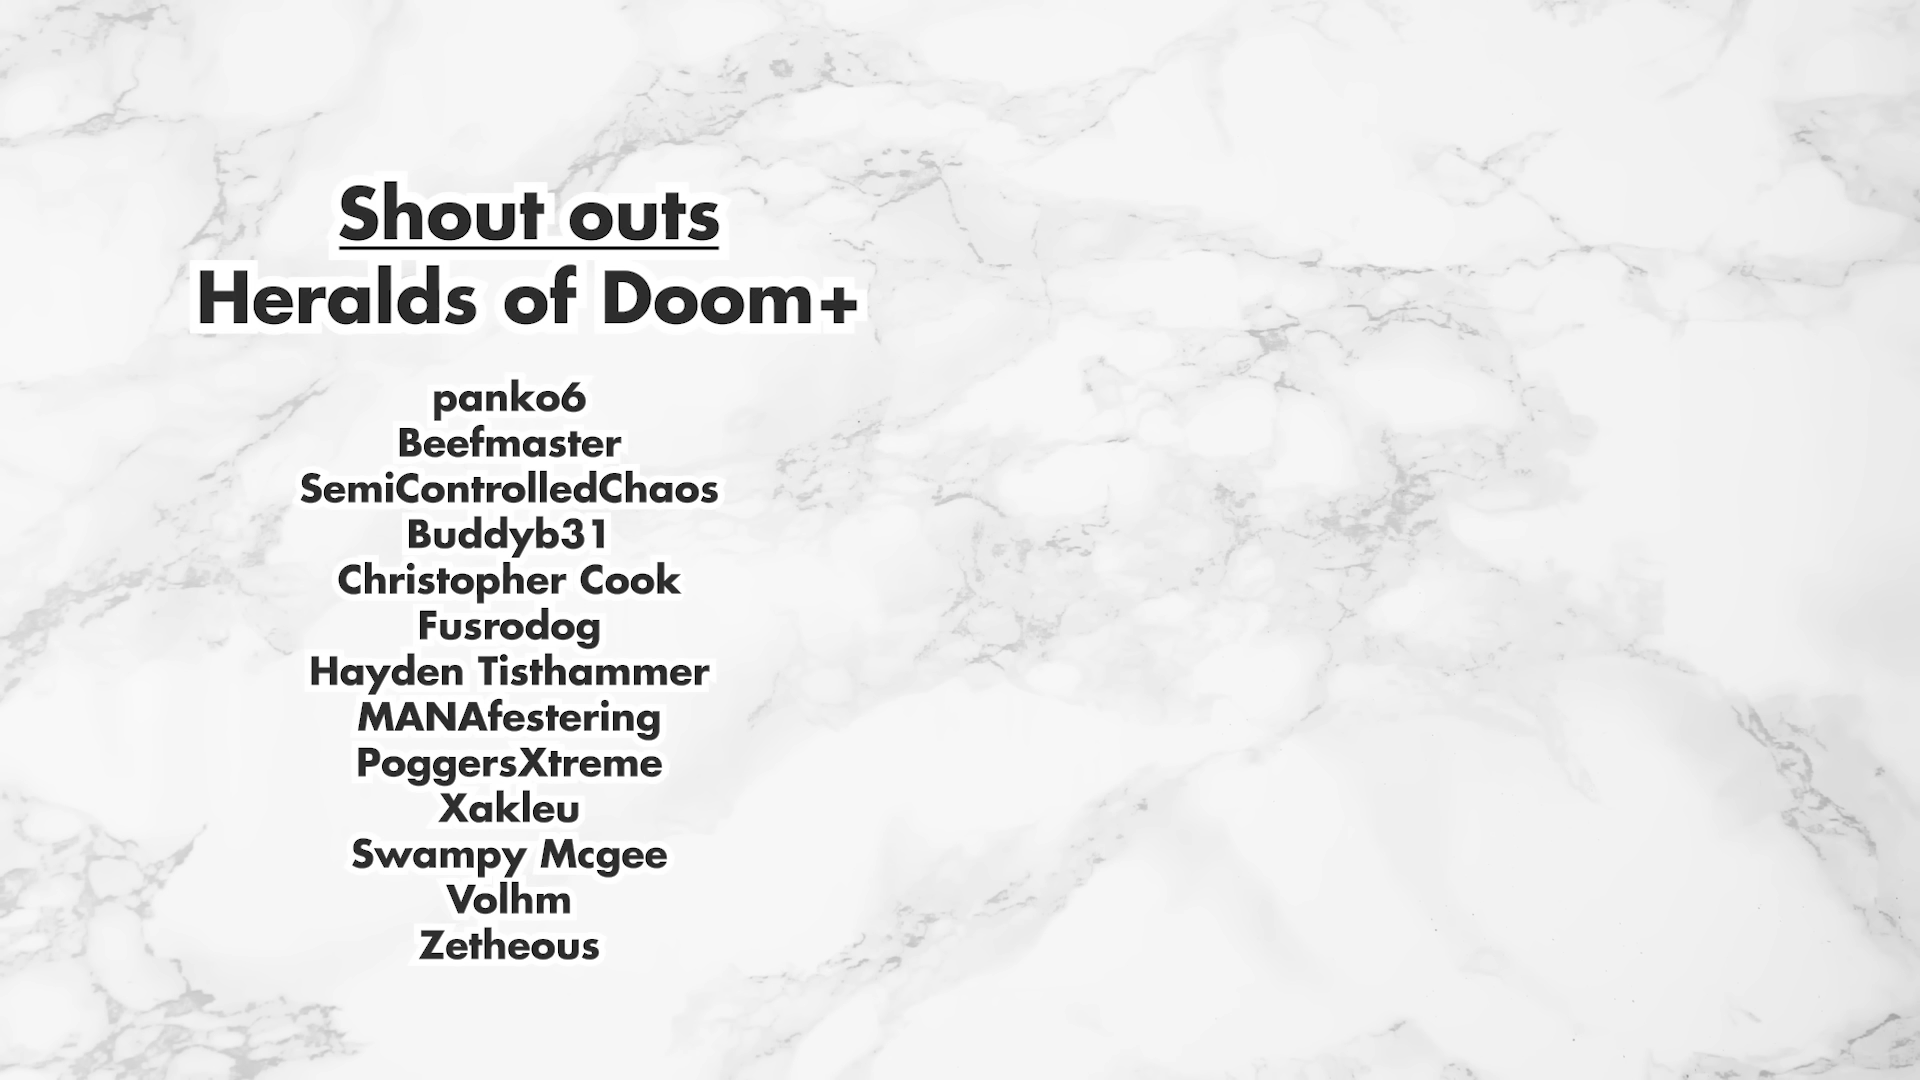 Shout outs
Heralds of Doom+
panko6
Beefmaster
SemiControlledChaos
Buddyb31
Christopher Cook
Fusrodog
Hayden Tisthammer
MANAfestering
PoggersXtreme
Xakleu
Swampy Mcgee
Volhm
Zetheous